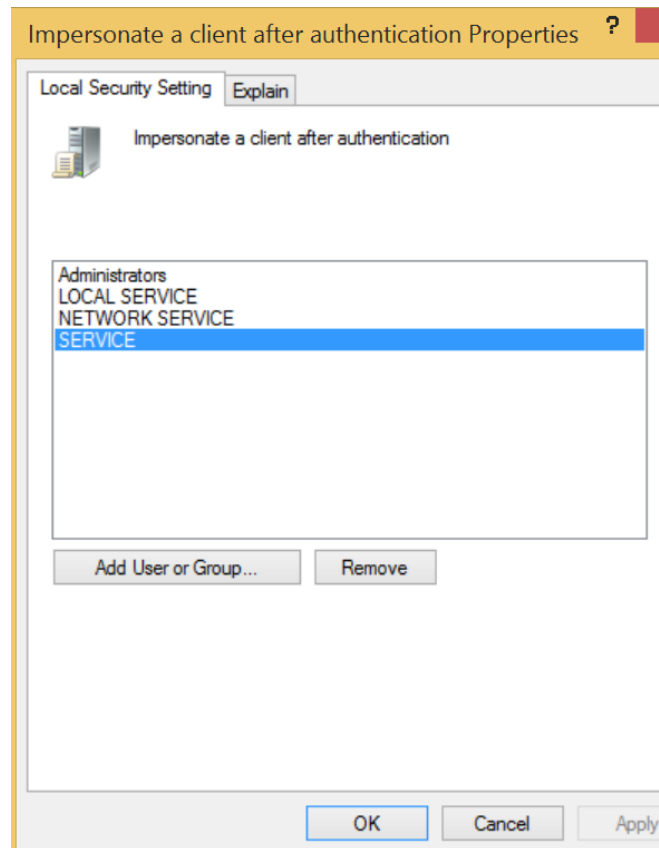 Impersonate a client after authentication Properties ?
Local Security Setting Explain
Impersonate a client after authentication
Administrators
LOCAL SERVICE
NETWORK SERVICE
SERVICE
Add User or Group... Remove
OK Cancel Apply